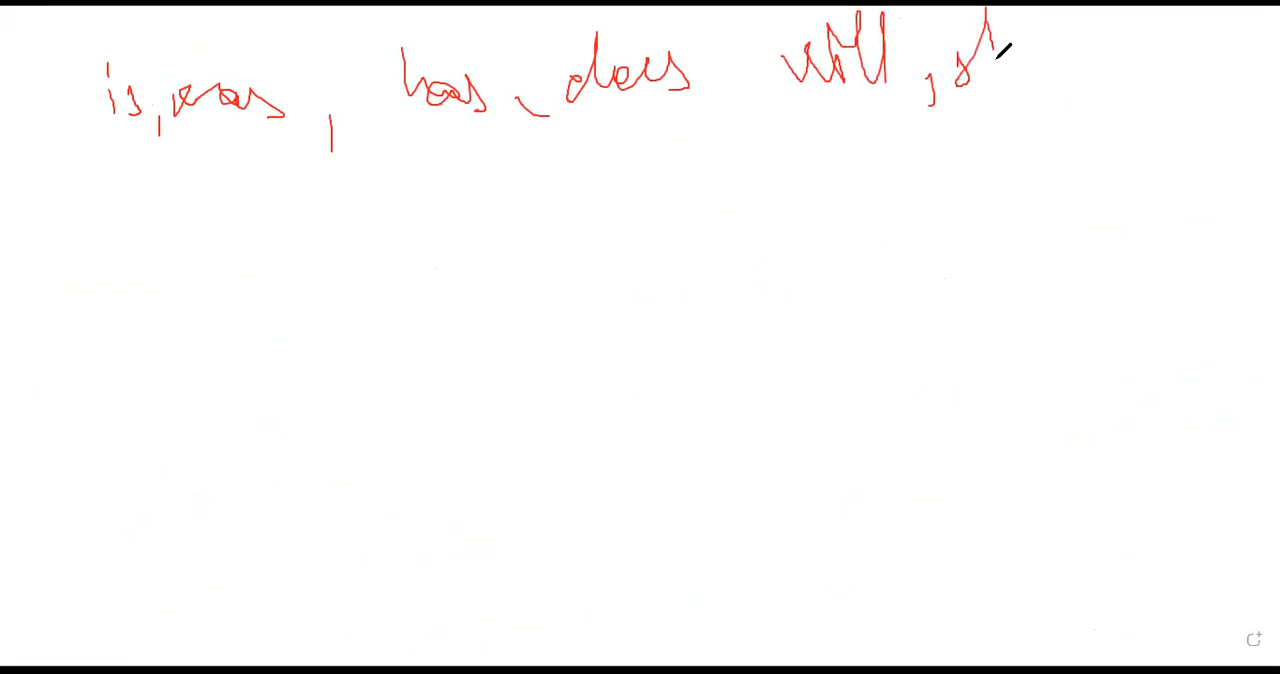 is, was, has, does will, s